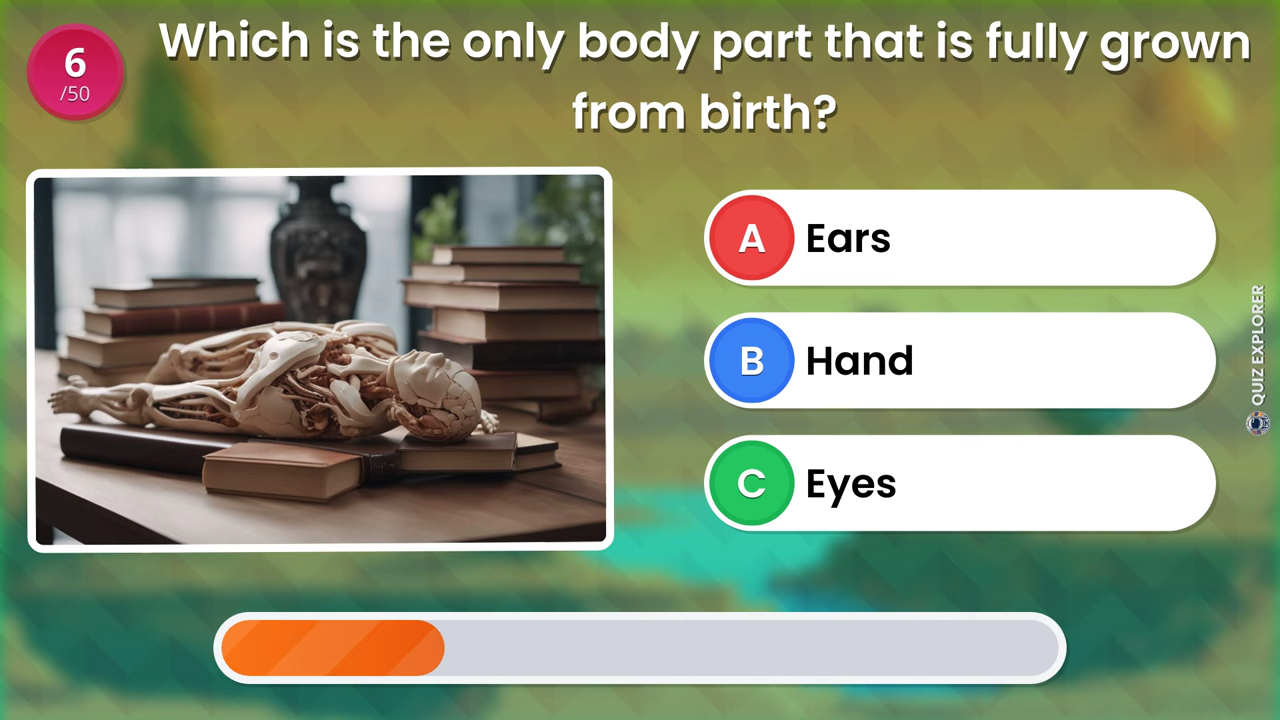 6
/50
Which is the only body part that is fully grown
from birth?
A Ears
B Hand
C Eyes
QUIZ EXPLORER